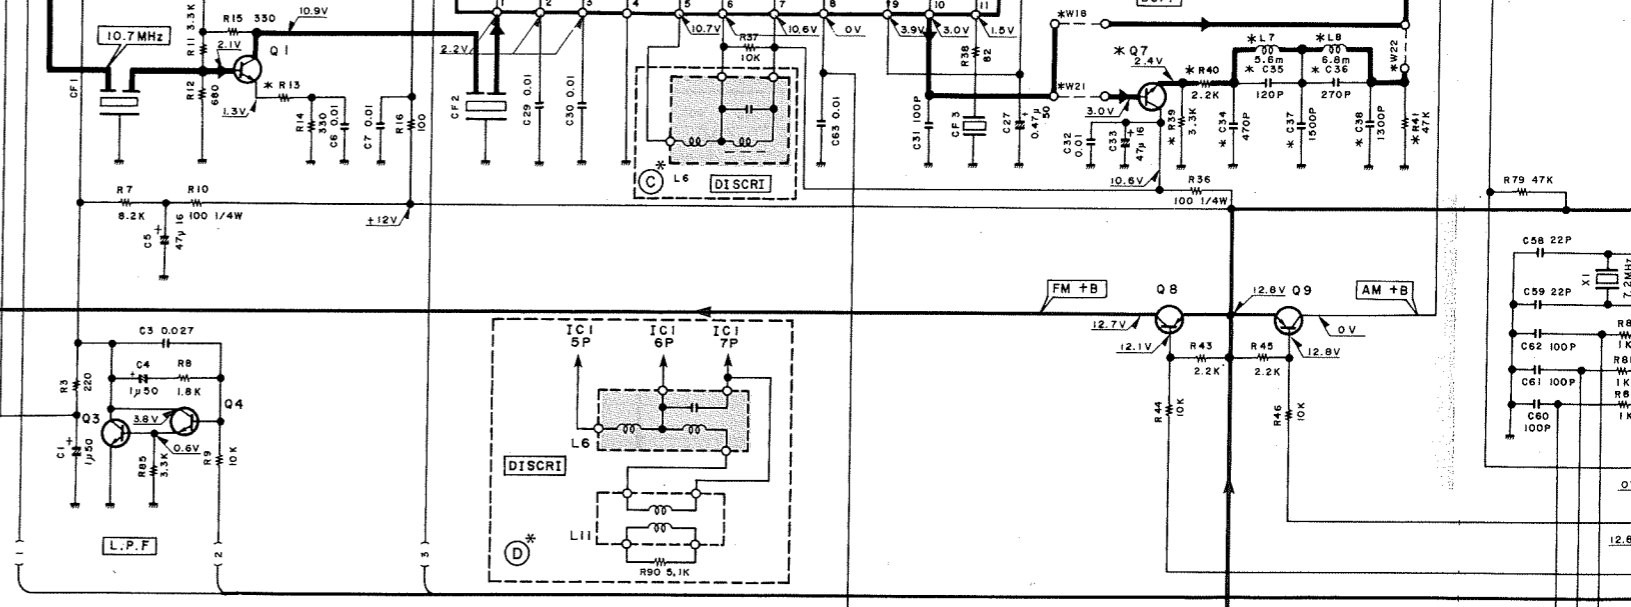 1 2 3 4 5 6 7 8 9 10 11
10.7MHz
R15 330
10.9V
R11 3.3K
2.1V
Q1
CF1
R12 680
1.3V
* R13
R14 330
C6 0.01
C7 0.01
R16 100
2.2V
CF2
C29 0.01
C30 0.01
10.7V
R37
10K
10.6V
0V
3.9V
3.0V
1.5V
R38 82
C* L6 DISCRI
C63 0.01
C31 100P
CF3
C27 0.47μ 50
*W18
*W21
* Q7
2.4V
3.0V
C32 0.01
C33 47μ 16
* R39 3.3K
* R40
2.2K
* L7
5.6m
* C35
120P
* L8
6.8m
* C36
270P
*W22
* C34 470P
* C37 1500P
* C38 1300P
*R41 47K
10.6V
R36
100 1/4W
R7
8.2K
R10
100 1/4W
C5 47μ 16
+12V
R79 47K
C58 22P
X1 7.2MHz
C59 22P
C62 100P
C61 100P
C60
100P
R8
1K
R8
1K
R8
1K
FM +B
Q8
12.8V Q9
AM +B
12.7V
12.1V
0V
12.8V
R43
2.2K
R45
2.2K
R44 10K
R46 10K
C3 0.027
C4
1μ50
R8
1.8K
R3 220
Q3
3.8V
Q4
C1 1μ50
R85 3.3K
0.6V
R9 10K
L.P.F
1 2 3
IC1 IC1 IC1
5P 6P 7P
L6
DISCRI
L11
D*
R90 5.1K
12.8